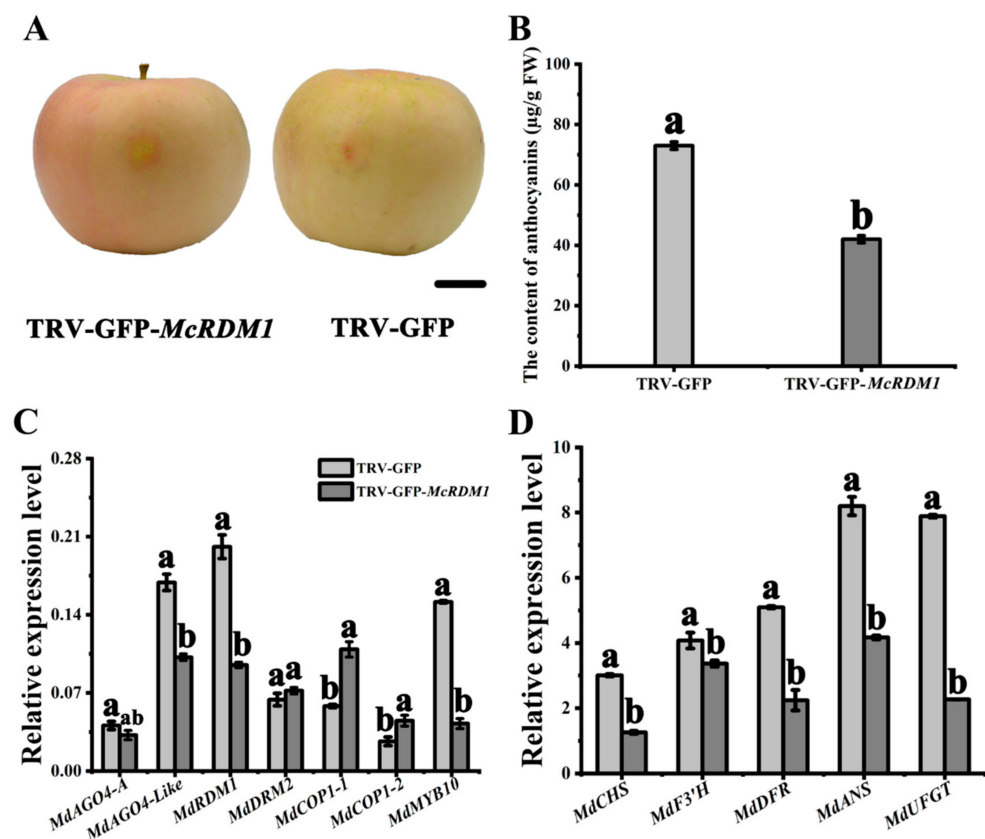 A
TRV-GFP-McRDM1
TRV-GFP
B
The content of anthocyanins (μg/g FW)
100
80
60
40
20
0
a
b
TRV-GFP
TRV-GFP-McRDM1
C
Relative expression level
0.28
0.21
0.14
0.07
0.00
TRV-GFP
TRV-GFP-McRDM1
a ab a b a b a a b a b a a b
MdAGO4-A
MdAGO4-Like
MdRDM1
MdDRM2
MdCOP1-1
MdCOP1-2
MdMYB10
D
Relative expression level
10
8
6
4
2
0
a b a b a b a b a b
MdCHS
MdF3'H
MdDFR
MdANS
MdUFGT